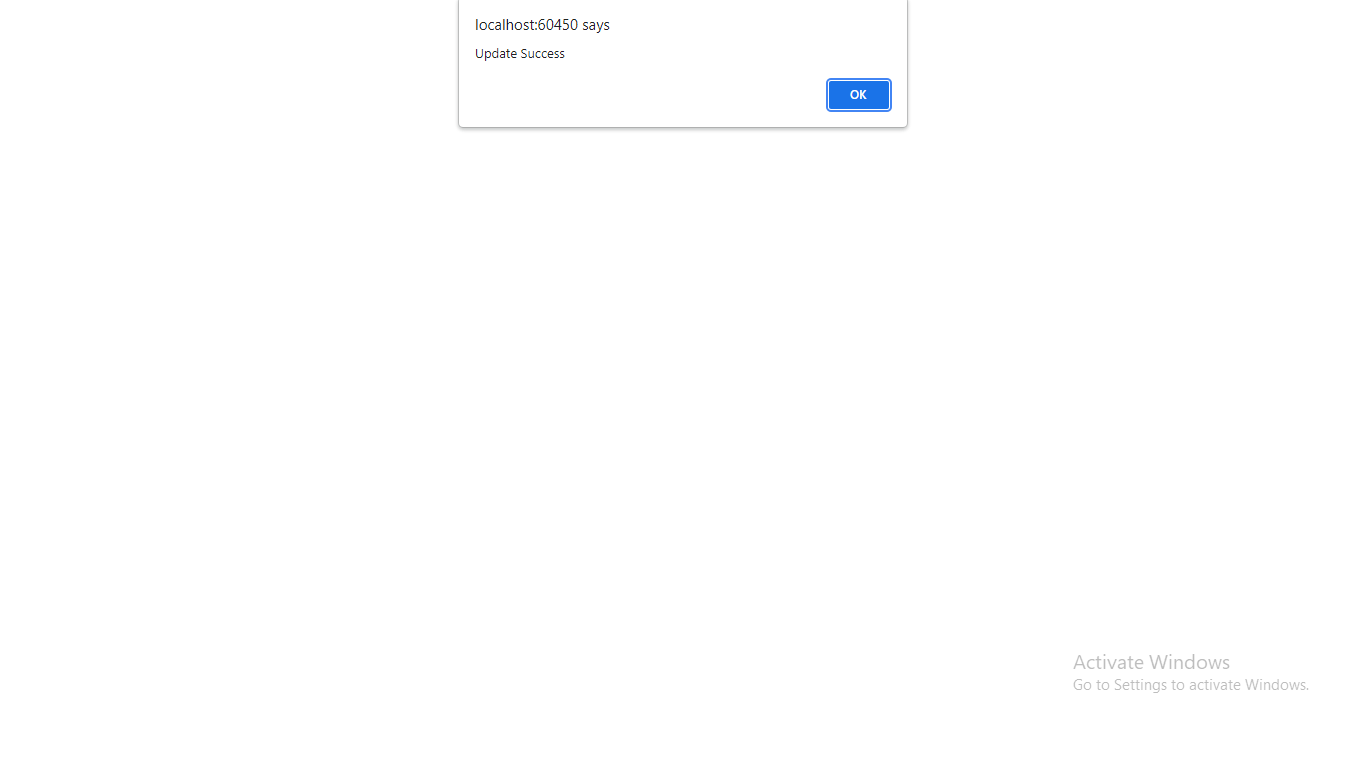 localhost:60450 says
Update Success
OK
Activate Windows
Go to Settings to activate Windows.